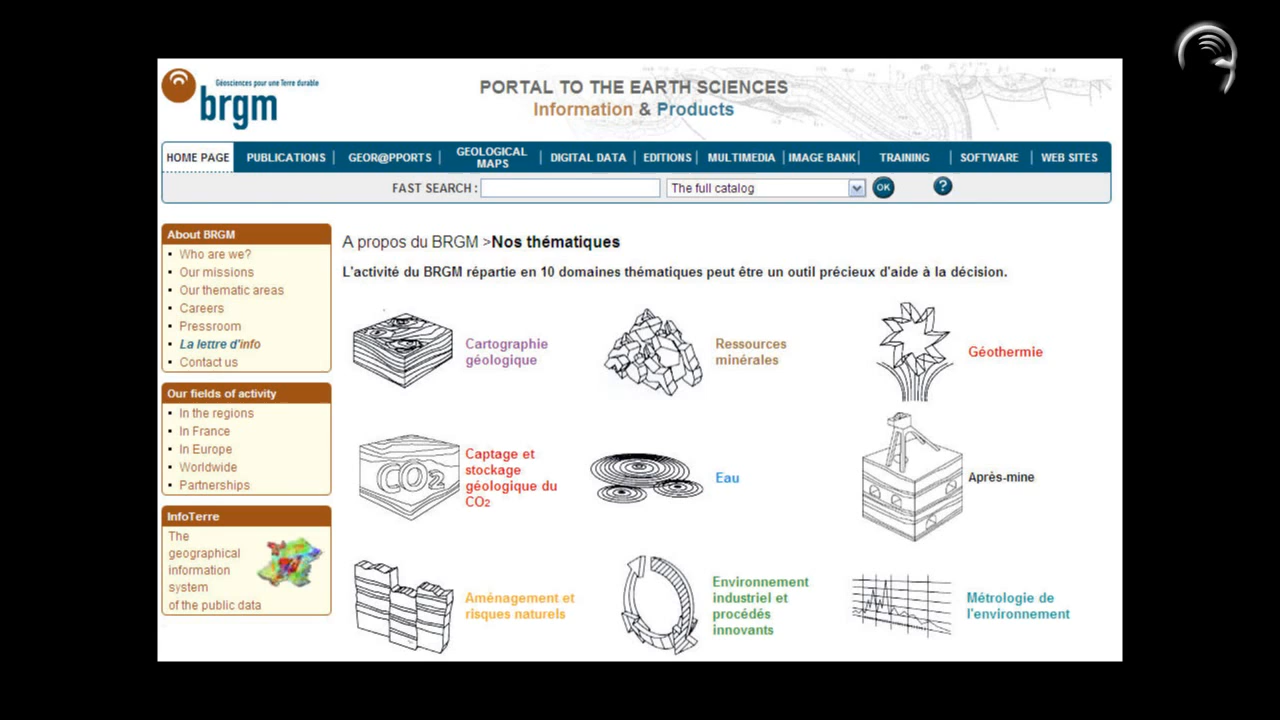 Géosciences pour une Terre durable
brgm
PORTAL TO THE EARTH SCIENCES
Information & Products
HOME PAGE
PUBLICATIONS
GEOR@PPORTS
GEOLOGICAL
MAPS
DIGITAL DATA
EDITIONS
MULTIMEDIA
IMAGE BANK
TRAINING
SOFTWARE
WEB SITES
FAST SEARCH :
The full catalog
OK
?
About BRGM
Who are we?
Our missions
Our thematic areas
Careers
Pressroom
La lettre d'info
Contact us
Our fields of activity
In the regions
In France
In Europe
Worldwide
Partnerships
InfoTerre
The
geographical
information
system
of the public data
A propos du BRGM >Nos thématiques
L'activité du BRGM répartie en 10 domaines thématiques peut être un outil précieux d'aide à la décision.
Cartographie
géologique
Ressources
minérales
Géothermie
CO2
Captage et
stockage
géologique du
CO2
Eau
Après-mine
Aménagement et
risques naturels
Environnement
industriel et
procédés
innovants
Métrologie de
l'environnement